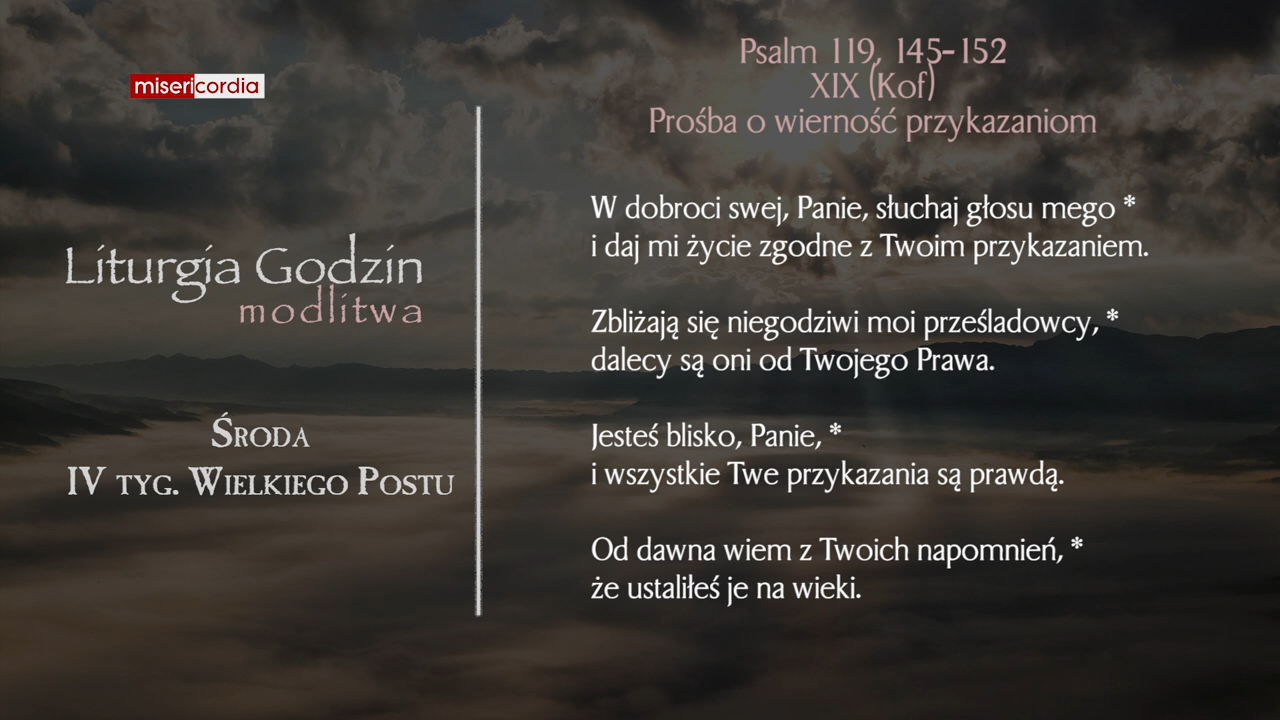 misericordia
Liturgia Godzin
modlitwa
Środa
IV tyg. Wielkiego Postu
Psalm 119, 145-152
XIX (Kof)
Prośba o wierność przykazaniom
W dobroci swej, Panie, słuchaj głosu mego *
i daj mi życie zgodne z Twoim przykazaniem.
Zbliżają się niegodziwi moi prześladowcy, *
dalecy są oni od Twojego Prawa.
Jesteś blisko, Panie, *
i wszystkie Twe przykazania są prawdą.
Od dawna wiem z Twoich napomnień, *
że ustaliłeś je na wieki.